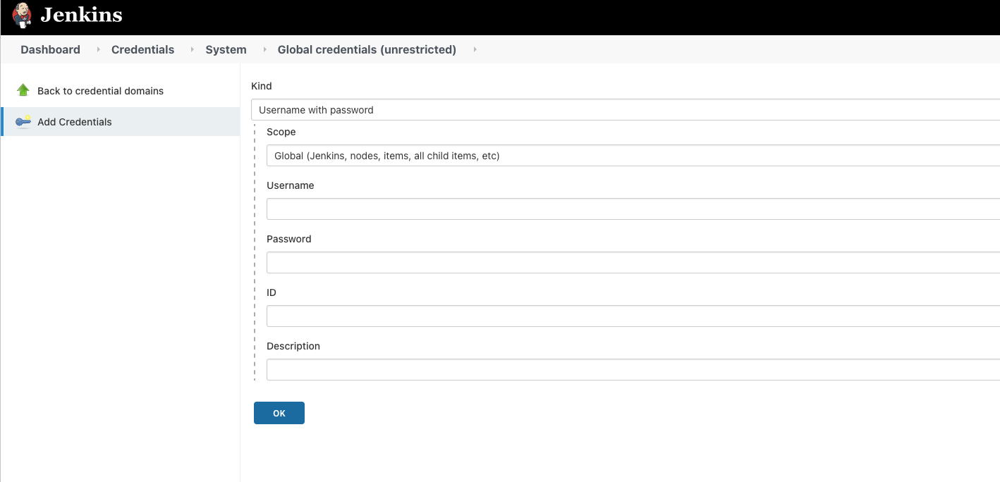 Jenkins
Dashboard Credentials System Global credentials (unrestricted)
Back to credential domains
Add Credentials
Kind
Username with password
Scope
Global (Jenkins, nodes, items, all child items, etc)
Username
Password
ID
Description
OK